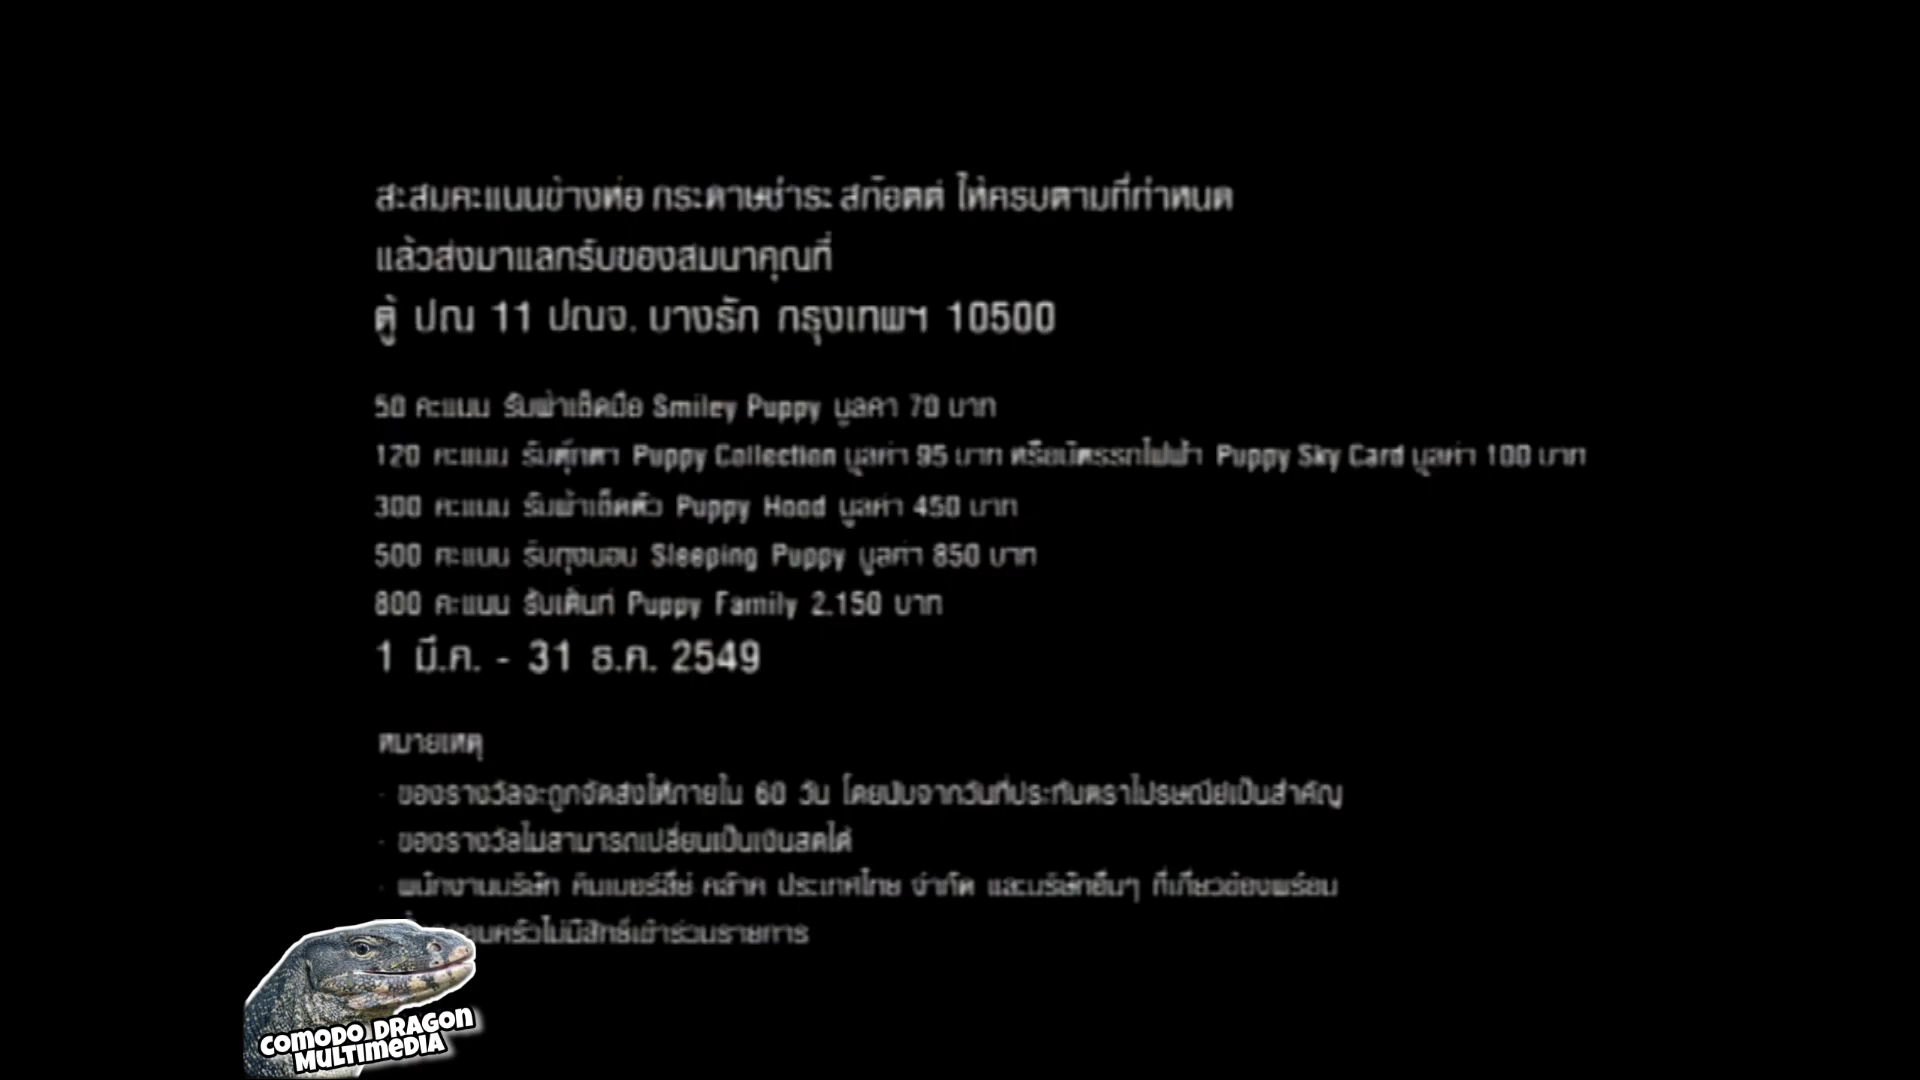 สะสมคะแนนข้างห่อ กระดาษชำระ สก๊อตต์ ให้ครบตามที่กำหนด
แล้วส่งมาแลกรับของสมนาคุณที่
ตู้ ปณ 11 ปณจ. บางรัก กรุงเทพฯ 10500
50 คะแนน รับผ้าเช็ดมือ Smiley Puppy มูลค่า 70 บาท
120 คะแนน รับตุ๊กตา Puppy Collection มูลค่า 95 บาท หรือบัตรรถไฟฟ้า Puppy Sky Card มูลค่า 100 บาท
300 คะแนน รับผ้าเช็ดตัว Puppy Hood มูลค่า 450 บาท
500 คะแนน รับถุงนอน Sleeping Puppy มูลค่า 850 บาท
800 คะแนน รับเต็นท์ Puppy Family 2,150 บาท
1 มี.ค. - 31 ธ.ค. 2549
หมายเหตุ
· ของรางวัลจะถูกจัดส่งให้ภายใน 60 วัน โดยนับจากวันที่ประทับตราไปรษณีย์เป็นสำคัญ
· ของรางวัลไม่สามารถเปลี่ยนเป็นเงินสดได้
· พนักงานบริษัท คิมเบอร์ลี่ย์ คล๊าค ประเทศไทย จำกัด และบริษัทอื่นๆ ที่เกี่ยวข้องพร้อม
ครอบครัวไม่มีสิทธิ์เข้าร่วมรายการ
COMODO DRAGON
MULTIMEDIA